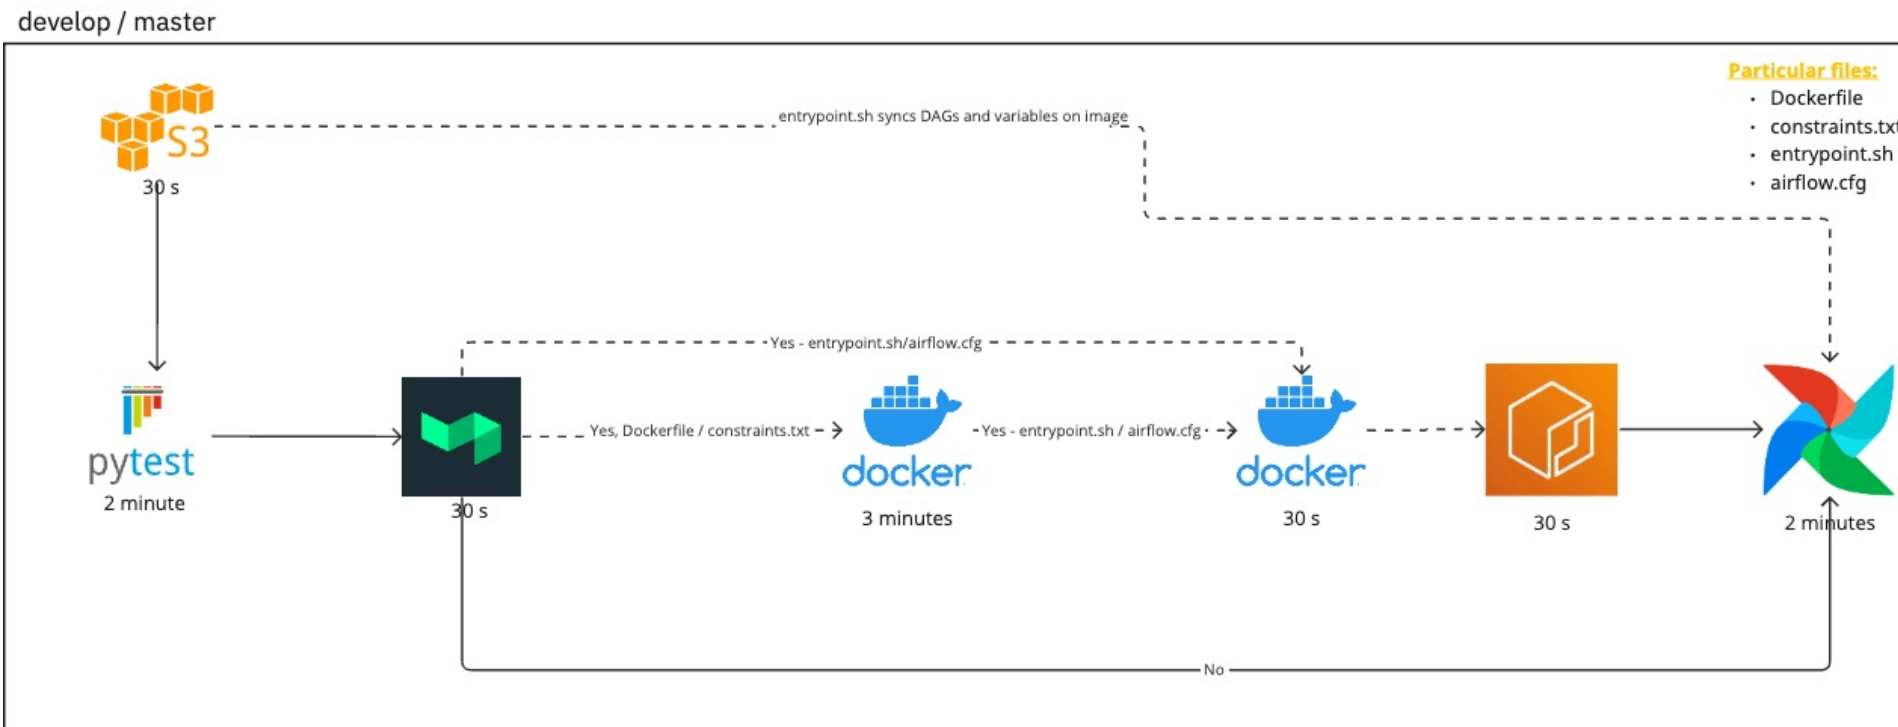 develop / master
Particular files:
· Dockerfile
· constraints.txt
· entrypoint.sh
· airflow.cfg
entrypoint.sh syncs DAGs and variables on image
S3
30 s
Yes - entrypoint.sh/airflow.cfg
Yes, Dockerfile / constraints.txt
Yes - entrypoint.sh / airflow.cfg
pytest
docker
docker
2 minute
30 s
3 minutes
30 s
30 s
2 minutes
No